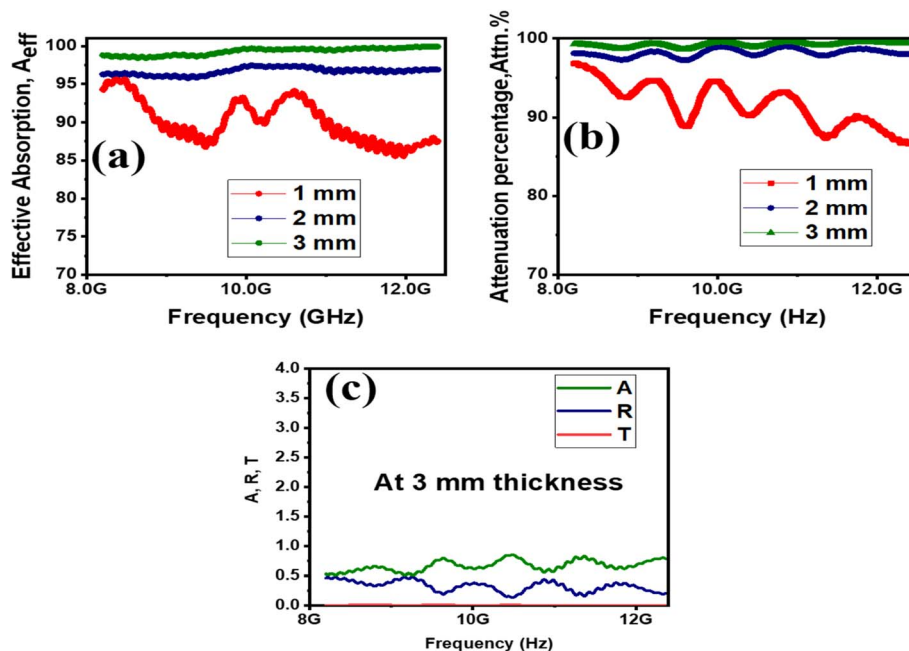 Effective Absorption, A_eff
100
95
90
85
80
75
70
(a)
1 mm
2 mm
3 mm
8.0G 10.0G 12.0G
Frequency (GHz)
Attenuation percentage,Attn.%
100
90
80
70
(b)
1 mm
2 mm
3 mm
8.0G 10.0G 12.0G
Frequency (Hz)
A, R, T
4.0
3.5
3.0
2.5
2.0
1.5
1.0
0.5
0.0
(c)
A
R
T
At 3 mm thickness
8G 10G 12G
Frequency (Hz)